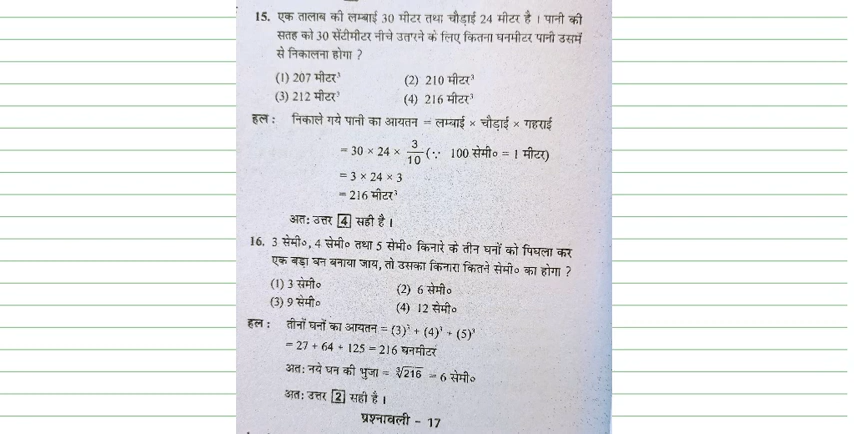 15. एक तालाब की लम्बाई 30 मीटर तथा चौड़ाई 24 मीटर है । पानी की
सतह को 30 सेंटीमीटर नीचे उतारने के लिए कितना घनमीटर पानी उसमें
से निकालना होगा ?
(1) 207 मीटर³ (2) 210 मीटर³
(3) 212 मीटर³ (4) 216 मीटर³
हल : निकाले गये पानी का आयतन = लम्बाई × चौड़ाई × गहराई
= 30 × 24 × 3/10 (∵ 100 सेमी० = 1 मीटर)
= 3 × 24 × 3
= 216 मीटर³
अतः उत्तर 4 सही है ।
16. 3 सेमी०, 4 सेमी० तथा 5 सेमी० किनारे के तीन घनों को पिघला कर
एक बड़ा घन बनाया जाय, तो उसका किनारा कितने सेमी० का होगा ?
(1) 3 सेमी० (2) 6 सेमी०
(3) 9 सेमी० (4) 12 सेमी०
हल : तीनों घनों का आयतन = (3)³ + (4)³ + (5)³
= 27 + 64 + 125 = 216 घनमीटर
अतः नये घन की भुजा = ∛216 = 6 सेमी०
अतः उत्तर 2 सही है ।
प्रश्नावली - 17